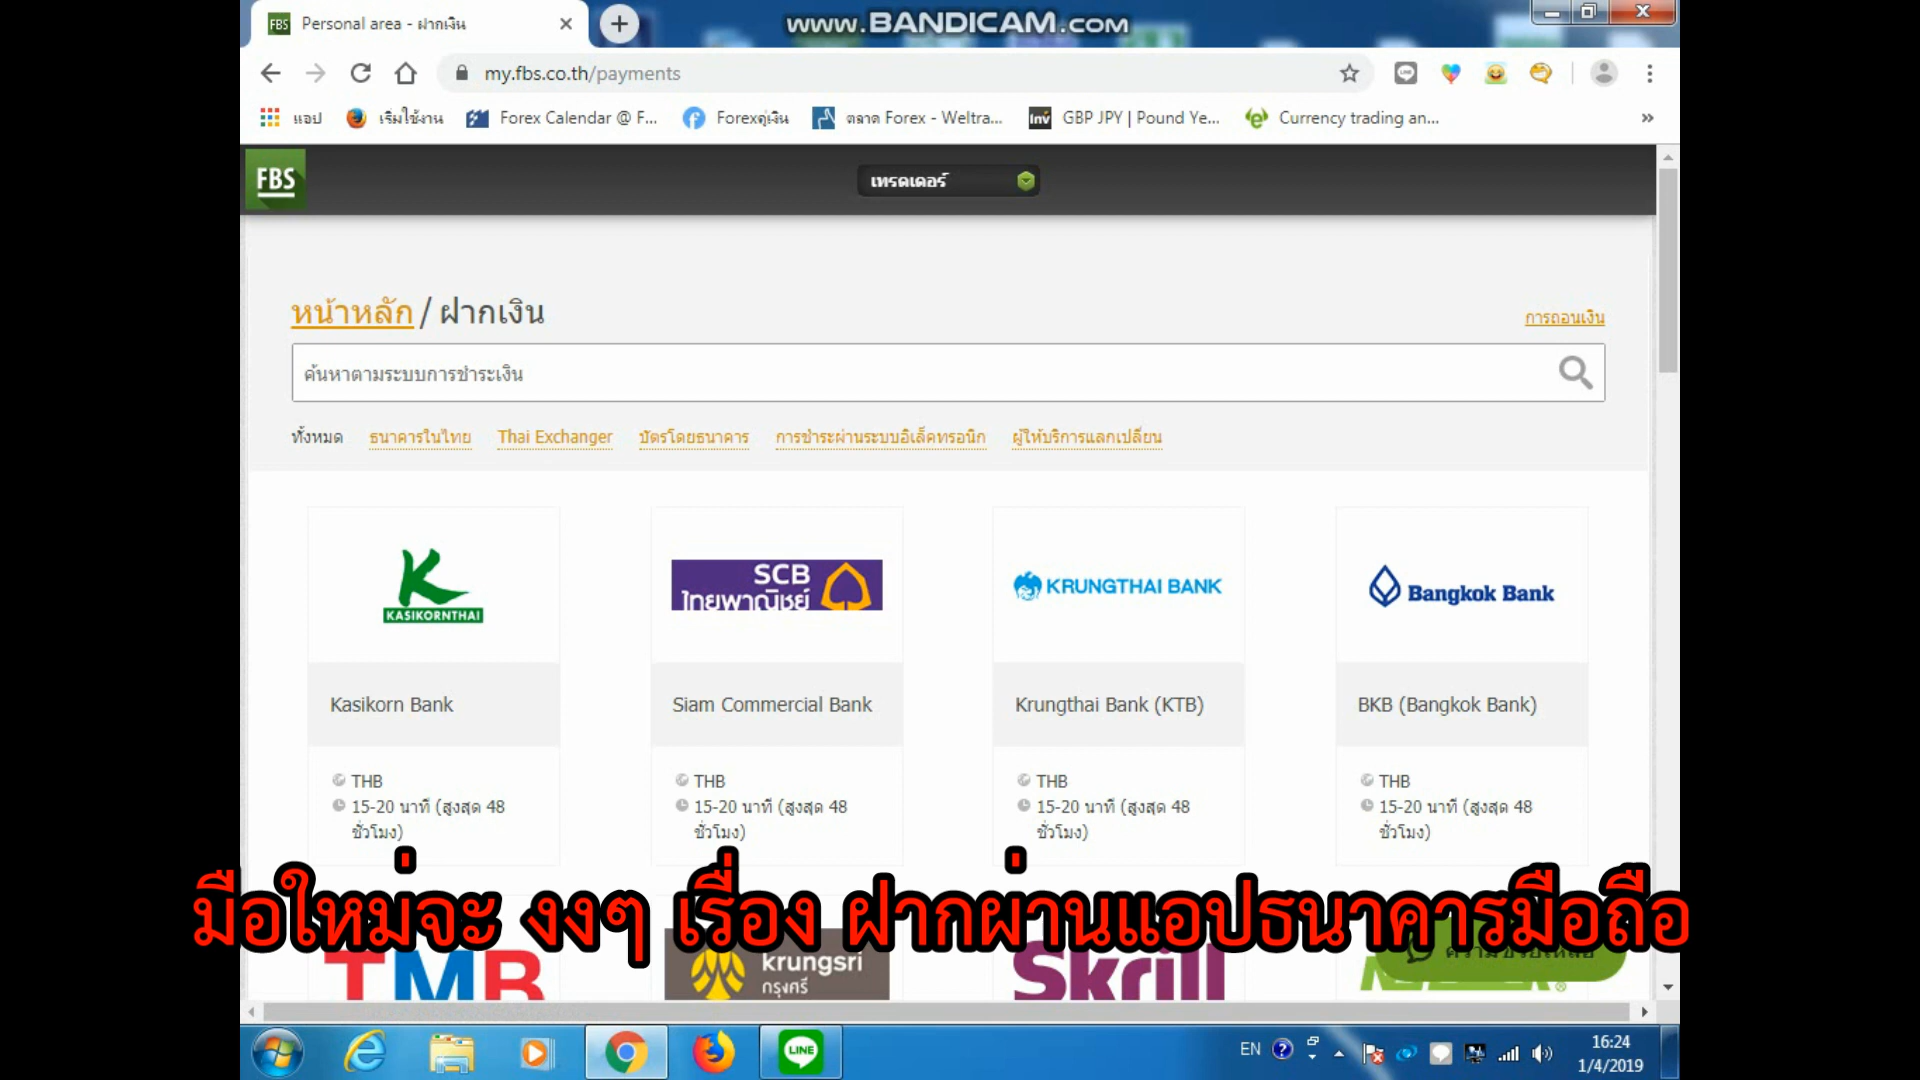 FBS Personal area - ฝากเงิน
www.BANDICAM.com
my.fbs.co.th/payments
แอป เริ่มใช้งาน Forex Calendar @ F... Forexคู่เงิน ตลาด Forex - Weltra... Inv GBP JPY | Pound Ye... Currency trading an... »
FBS
เทรดเดอร์
หน้าหลัก / ฝากเงิน
การถอนเงิน
ค้นหาตามระบบการชำระเงิน
ทั้งหมด ธนาคารในไทย Thai Exchanger บัตรโดยธนาคาร การชำระผ่านระบบอิเล็คทรอนิก ผู้ให้บริการแลกเปลี่ยน
KASIKORNTHAI
SCB
ไทยพาณิชย์
KRUNGTHAI BANK
Bangkok Bank
Kasikorn Bank
Siam Commercial Bank
Krungthai Bank (KTB)
BKB (Bangkok Bank)
THB
15-20 นาที (สูงสุด 48
ชั่วโมง)
THB
15-20 นาที (สูงสุด 48
ชั่วโมง)
THB
15-20 นาที (สูงสุด 48
ชั่วโมง)
THB
15-20 นาที (สูงสุด 48
ชั่วโมง)
มือใหม่จะ งงๆ เรื่อง ฝากผ่านแอปธนาคารมือถือ
TMB
krungsri
กรุงศรี
Skrill
LINE
EN
16:24
1/4/2019